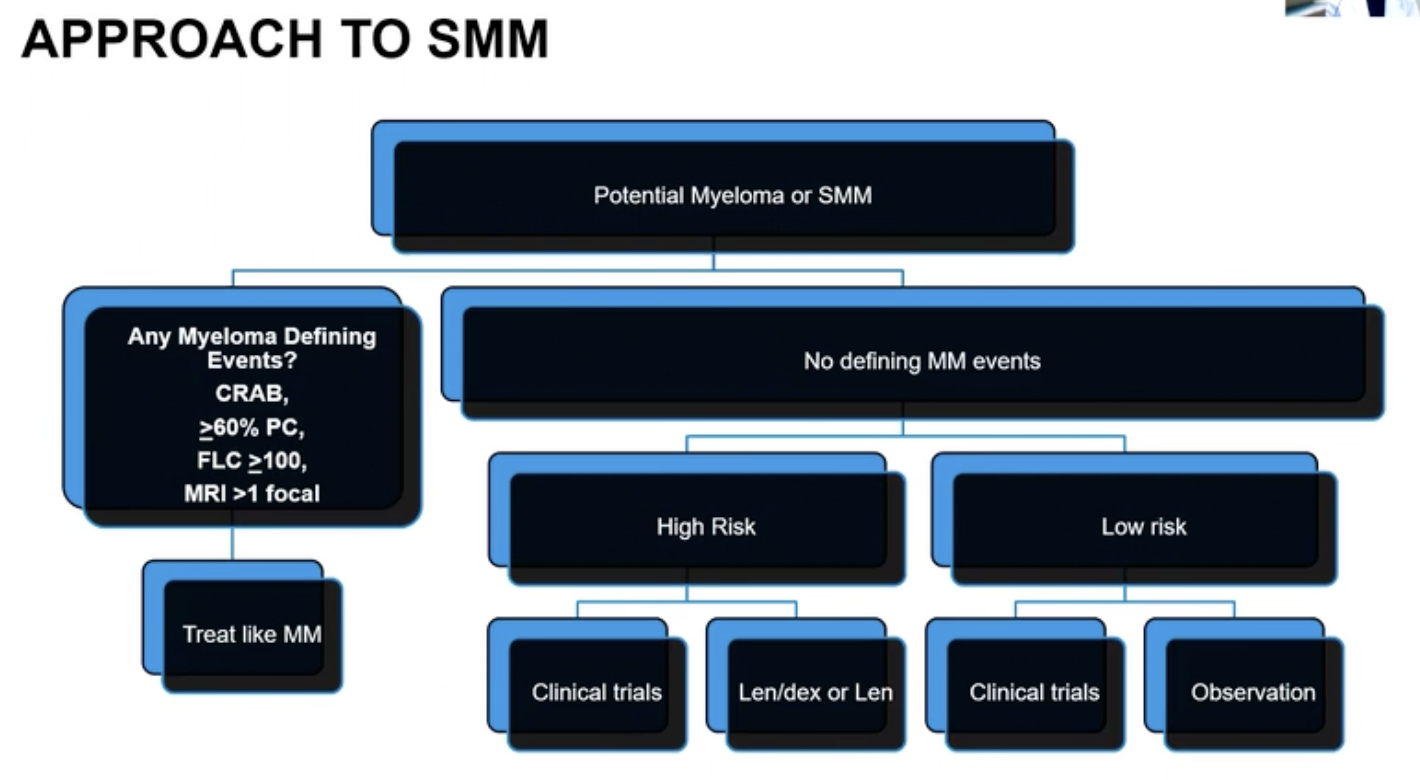 APPROACH TO SMM
Potential Myeloma or SMM
Any Myeloma Defining
Events?
CRAB,
≥60% PC,
FLC ≥100,
MRI >1 focal
No defining MM events
High Risk
Low risk
Treat like MM
Clinical trials
Len/dex or Len
Clinical trials
Observation